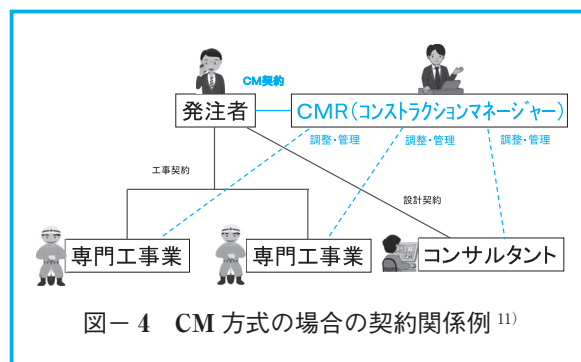 CM契約
発注者
CMR(コンストラクションマネージャー)
調整・管理
調整・管理
調整・管理
工事契約
設計契約
専門工事業
専門工事業
コンサルタント
図－4 CM方式の場合の契約関係例 11)